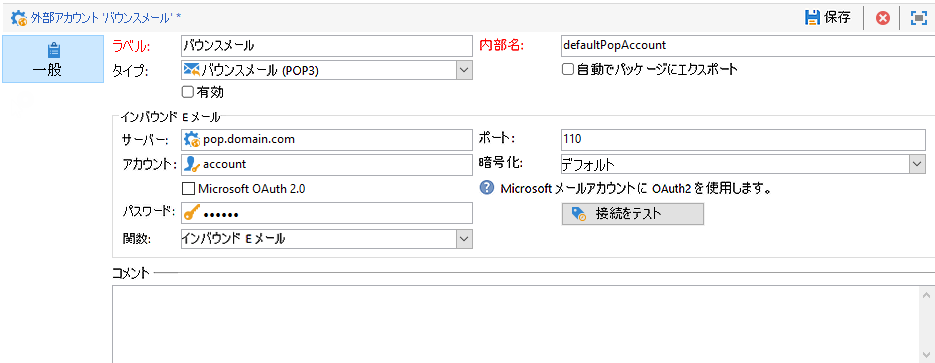 外部アカウント 'バウンスメール' *
保存
一般
ラベル: バウンスメール 内部名: defaultPopAccount
タイプ: バウンスメール (POP3) 自動でパッケージにエクスポート
有効
インバウンド Eメール
サーバー: pop.domain.com ポート: 110
アカウント: account 暗号化: デフォルト
Microsoft OAuth 2.0 Microsoft メールアカウントに OAuth2 を使用します。
パスワード: •••••• 接続をテスト
関数: インバウンド Eメール
コメント